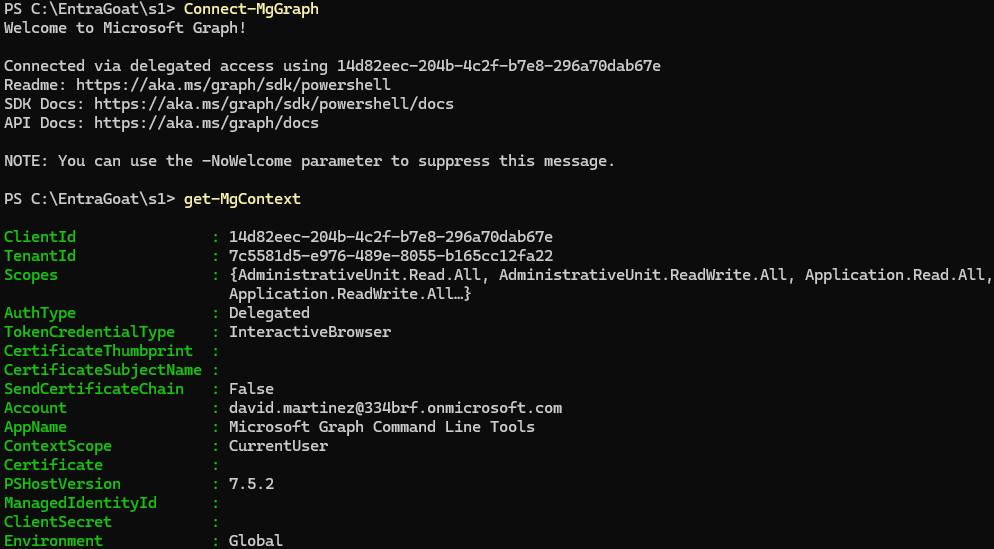 PS C:\EntraGoat\s1> Connect-MgGraph
Welcome to Microsoft Graph!
Connected via delegated access using 14d82eec-204b-4c2f-b7e8-296a70dab67e
Readme: https://aka.ms/graph/sdk/powershell
SDK Docs: https://aka.ms/graph/sdk/powershell/docs
API Docs: https://aka.ms/graph/docs
NOTE: You can use the -NoWelcome parameter to suppress this message.
PS C:\EntraGoat\s1> get-MgContext
ClientId : 14d82eec-204b-4c2f-b7e8-296a70dab67e
TenantId : 7c5581d5-e976-489e-8055-b165cc12fa22
Scopes : {AdministrativeUnit.Read.All, AdministrativeUnit.ReadWrite.All, Application.Read.All,
Application.ReadWrite.All…}
AuthType : Delegated
TokenCredentialType : InteractiveBrowser
CertificateThumbprint :
CertificateSubjectName :
SendCertificateChain : False
Account : david.martinez@334brf.onmicrosoft.com
AppName : Microsoft Graph Command Line Tools
ContextScope : CurrentUser
Certificate :
PSHostVersion : 7.5.2
ManagedIdentityId :
ClientSecret :
Environment : Global